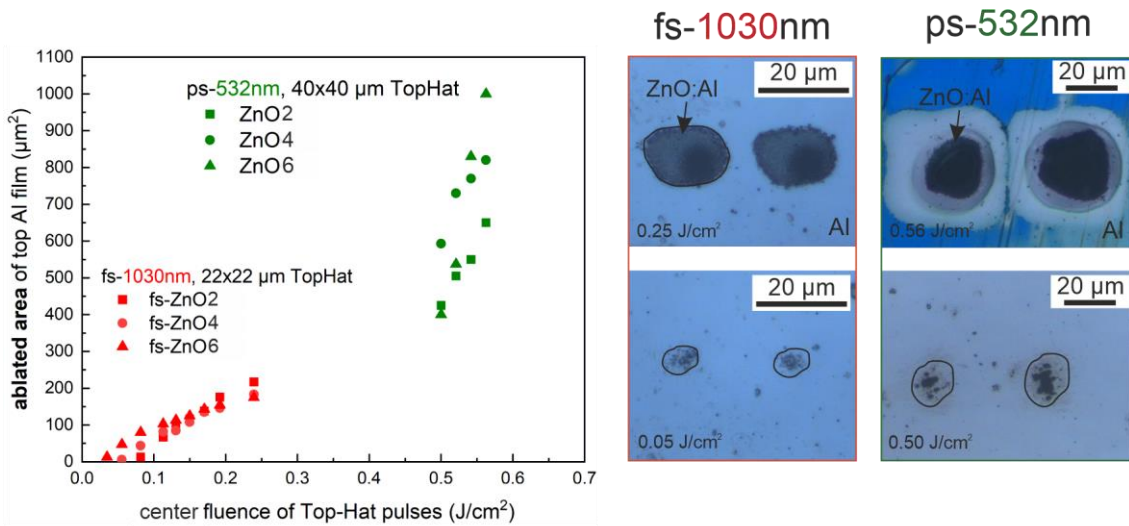 1100
1000
900
800
700
600
500
400
300
200
100
0
ablated area of top Al film (µm²)
ps-532nm, 40x40 µm TopHat
ZnO2
ZnO4
ZnO6
fs-1030nm, 22x22 µm TopHat
fs-ZnO2
fs-ZnO4
fs-ZnO6
0.0 0.1 0.2 0.3 0.4 0.5 0.6 0.7
center fluence of Top-Hat pulses (J/cm²)
fs-1030nm
20 µm
ZnO:Al
Al
0.25 J/cm²
20 µm
0.05 J/cm²
ps-532nm
20 µm
ZnO:Al
Al
0.56 J/cm²
20 µm
0.50 J/cm²